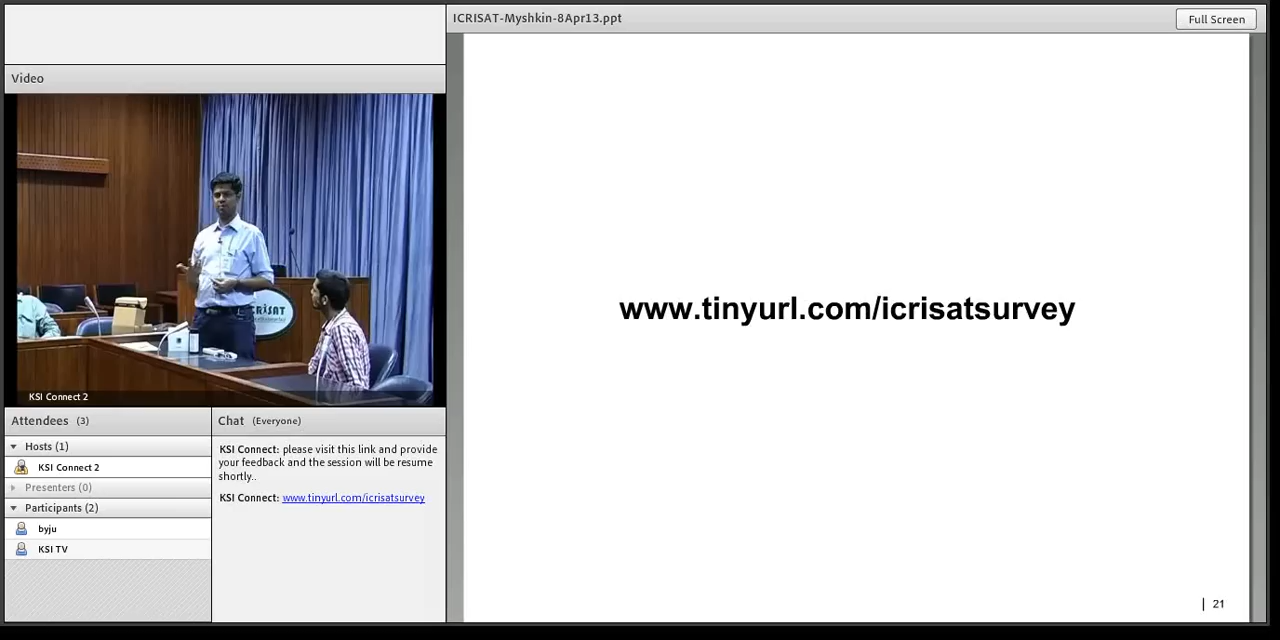 ICRISAT-Myshkin-8Apr13.ppt
Full Screen
Video
KSI Connect 2
Attendees (3)
Hosts (1)
KSI Connect 2
Presenters (0)
Participants (2)
byju
KSI TV
Chat (Everyone)
KSI Connect: please visit this link and provide
your feedback and the session will be resume
shortly..
KSI Connect: www.tinyurl.com/icrisatsurvey
www.tinyurl.com/icrisatsurvey
| 21